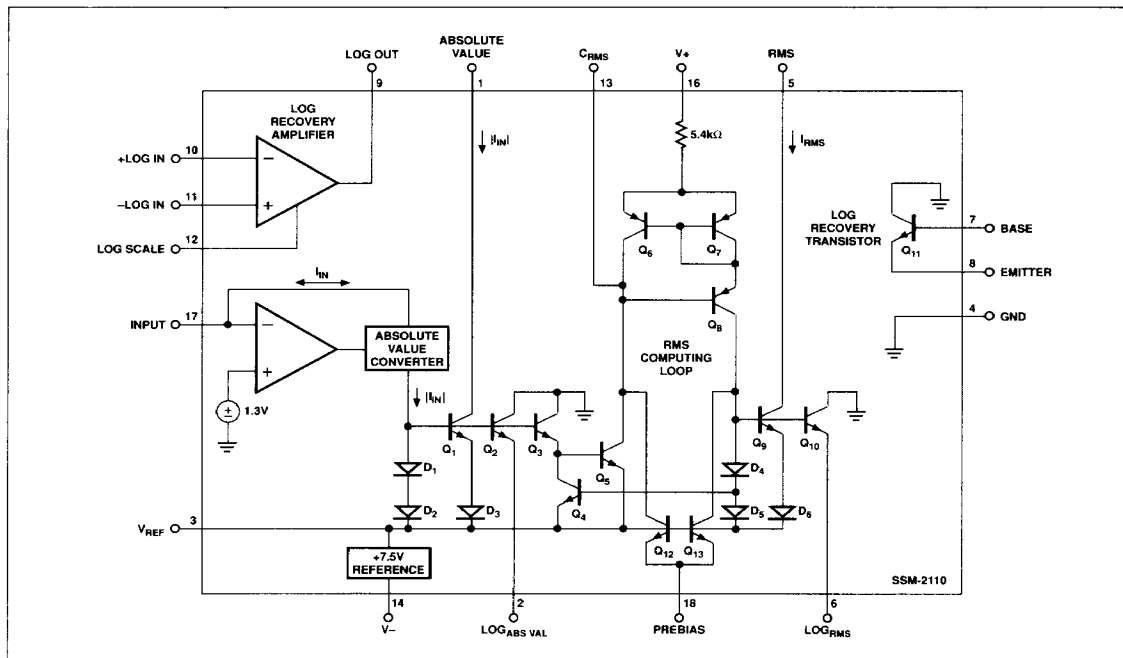 ABSOLUTE
VALUE
LOG OUT
C_RMS
V+
RMS
9
1
13
16
5
LOG
RECOVERY
AMPLIFIER
|I_IN|
5.4kΩ
I_RMS
+LOG IN
10
−
−LOG IN
11
+
LOG SCALE
12
LOG
RECOVERY
TRANSISTOR
Q6
Q7
Q11
7
BASE
8
EMITTER
4
GND
I_IN
INPUT
17
−
+
ABSOLUTE
VALUE
CONVERTER
Q8
RMS
COMPUTING
LOOP
±
1.3V
|I_IN|
Q1
Q2
Q3
Q5
Q9
Q10
D1
D4
Q4
D2
D3
D5
D6
V_REF
3
Q12
Q13
+7.5V
REFERENCE
SSM-2110
14
2
18
6
V−
LOG_ABS VAL
PREBIAS
LOG_RMS